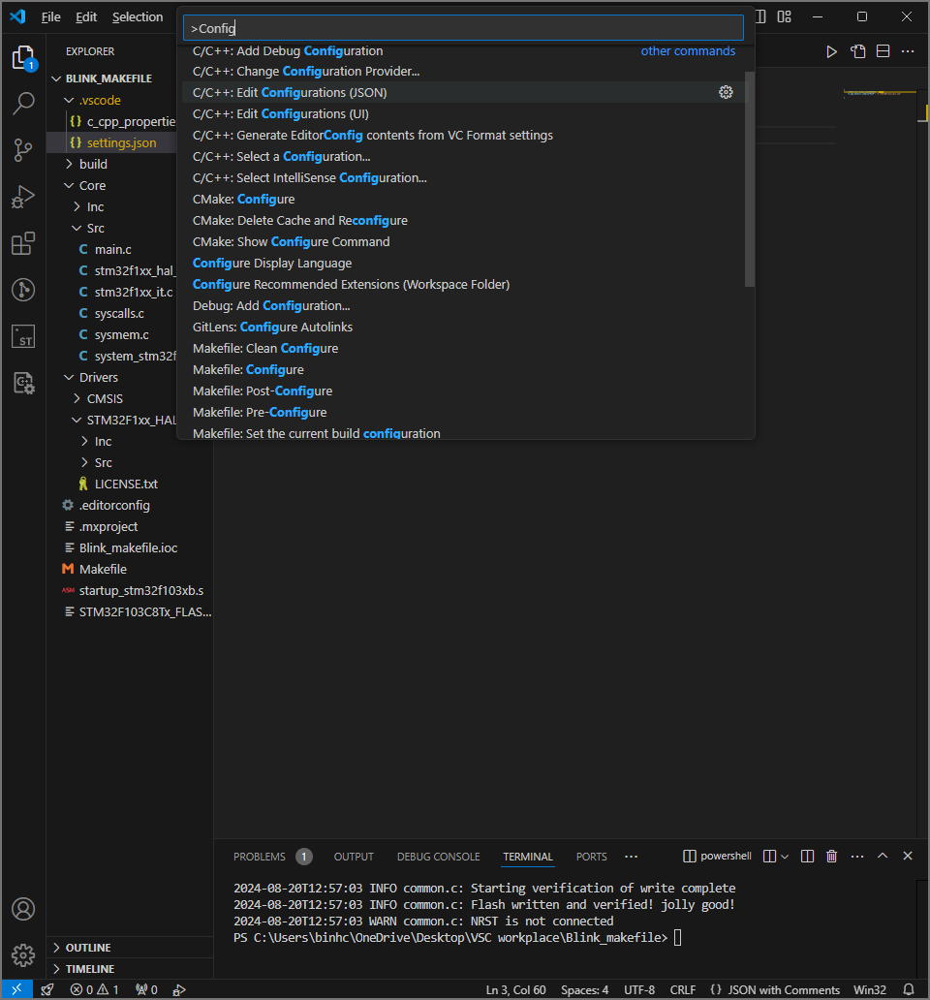 File Edit Selection
>Config
C/C++: Add Debug Configuration other commands
C/C++: Change Configuration Provider...
C/C++: Edit Configurations (JSON)
C/C++: Edit Configurations (UI)
C/C++: Generate EditorConfig contents from VC Format settings
C/C++: Select a Configuration...
C/C++: Select IntelliSense Configuration...
CMake: Configure
CMake: Delete Cache and Reconfigure
CMake: Show Configure Command
Configure Display Language
Configure Recommended Extensions (Workspace Folder)
Debug: Add Configuration...
GitLens: Configure Autolinks
Makefile: Clean Configure
Makefile: Configure
Makefile: Post-Configure
Makefile: Pre-Configure
Makefile: Set the current build configuration
1
ST
EXPLORER
BLINK_MAKEFILE
.vscode
{} c_cpp_propertie
{} settings.json
build
Core
Inc
Src
C main.c
C stm32f1xx_hal_
C stm32f1xx_it.c
C syscalls.c
C sysmem.c
C system_stm32f
Drivers
CMSIS
STM32F1xx_HAL
Inc
Src
LICENSE.txt
.editorconfig
.mxproject
Blink_makefile.ioc
M Makefile
ASM startup_stm32f103xb.s
STM32F103C8Tx_FLAS...
OUTLINE
TIMELINE
PROBLEMS 1 OUTPUT DEBUG CONSOLE TERMINAL PORTS ... powershell ...
2024-08-20T12:57:03 INFO common.c: Starting verification of write complete
2024-08-20T12:57:03 INFO common.c: Flash written and verified! jolly good!
2024-08-20T12:57:03 WARN common.c: NRST is not connected
PS C:\Users\binhc\OneDrive\Desktop\VSC workplace\Blink_makefile>
0 1 0 Ln 3, Col 60 Spaces: 4 UTF-8 CRLF {} JSON with Comments Win32